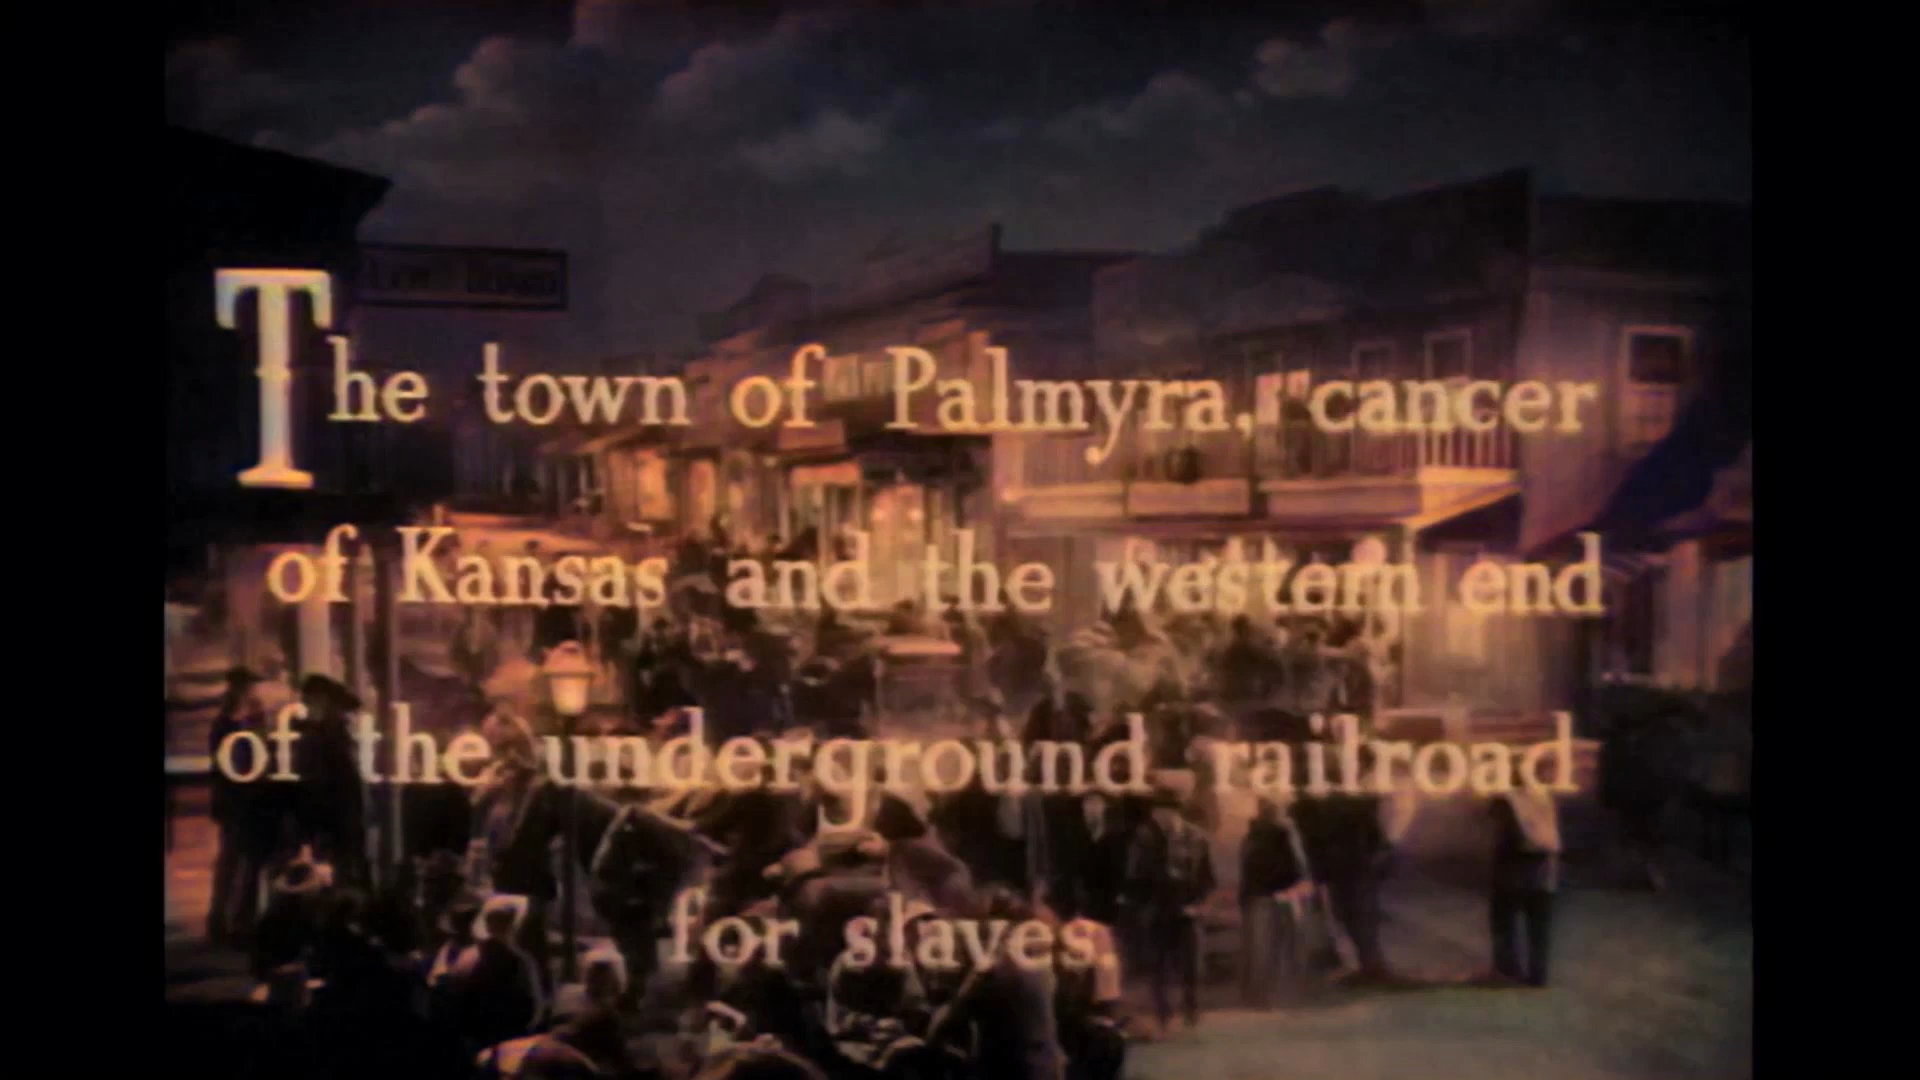 The town of Palmyra, "cancer
of Kansas and the western end
of the underground railroad
for slaves.